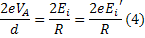 2eV_A/d = 2E_i/R = 2eE_i'/R (4)